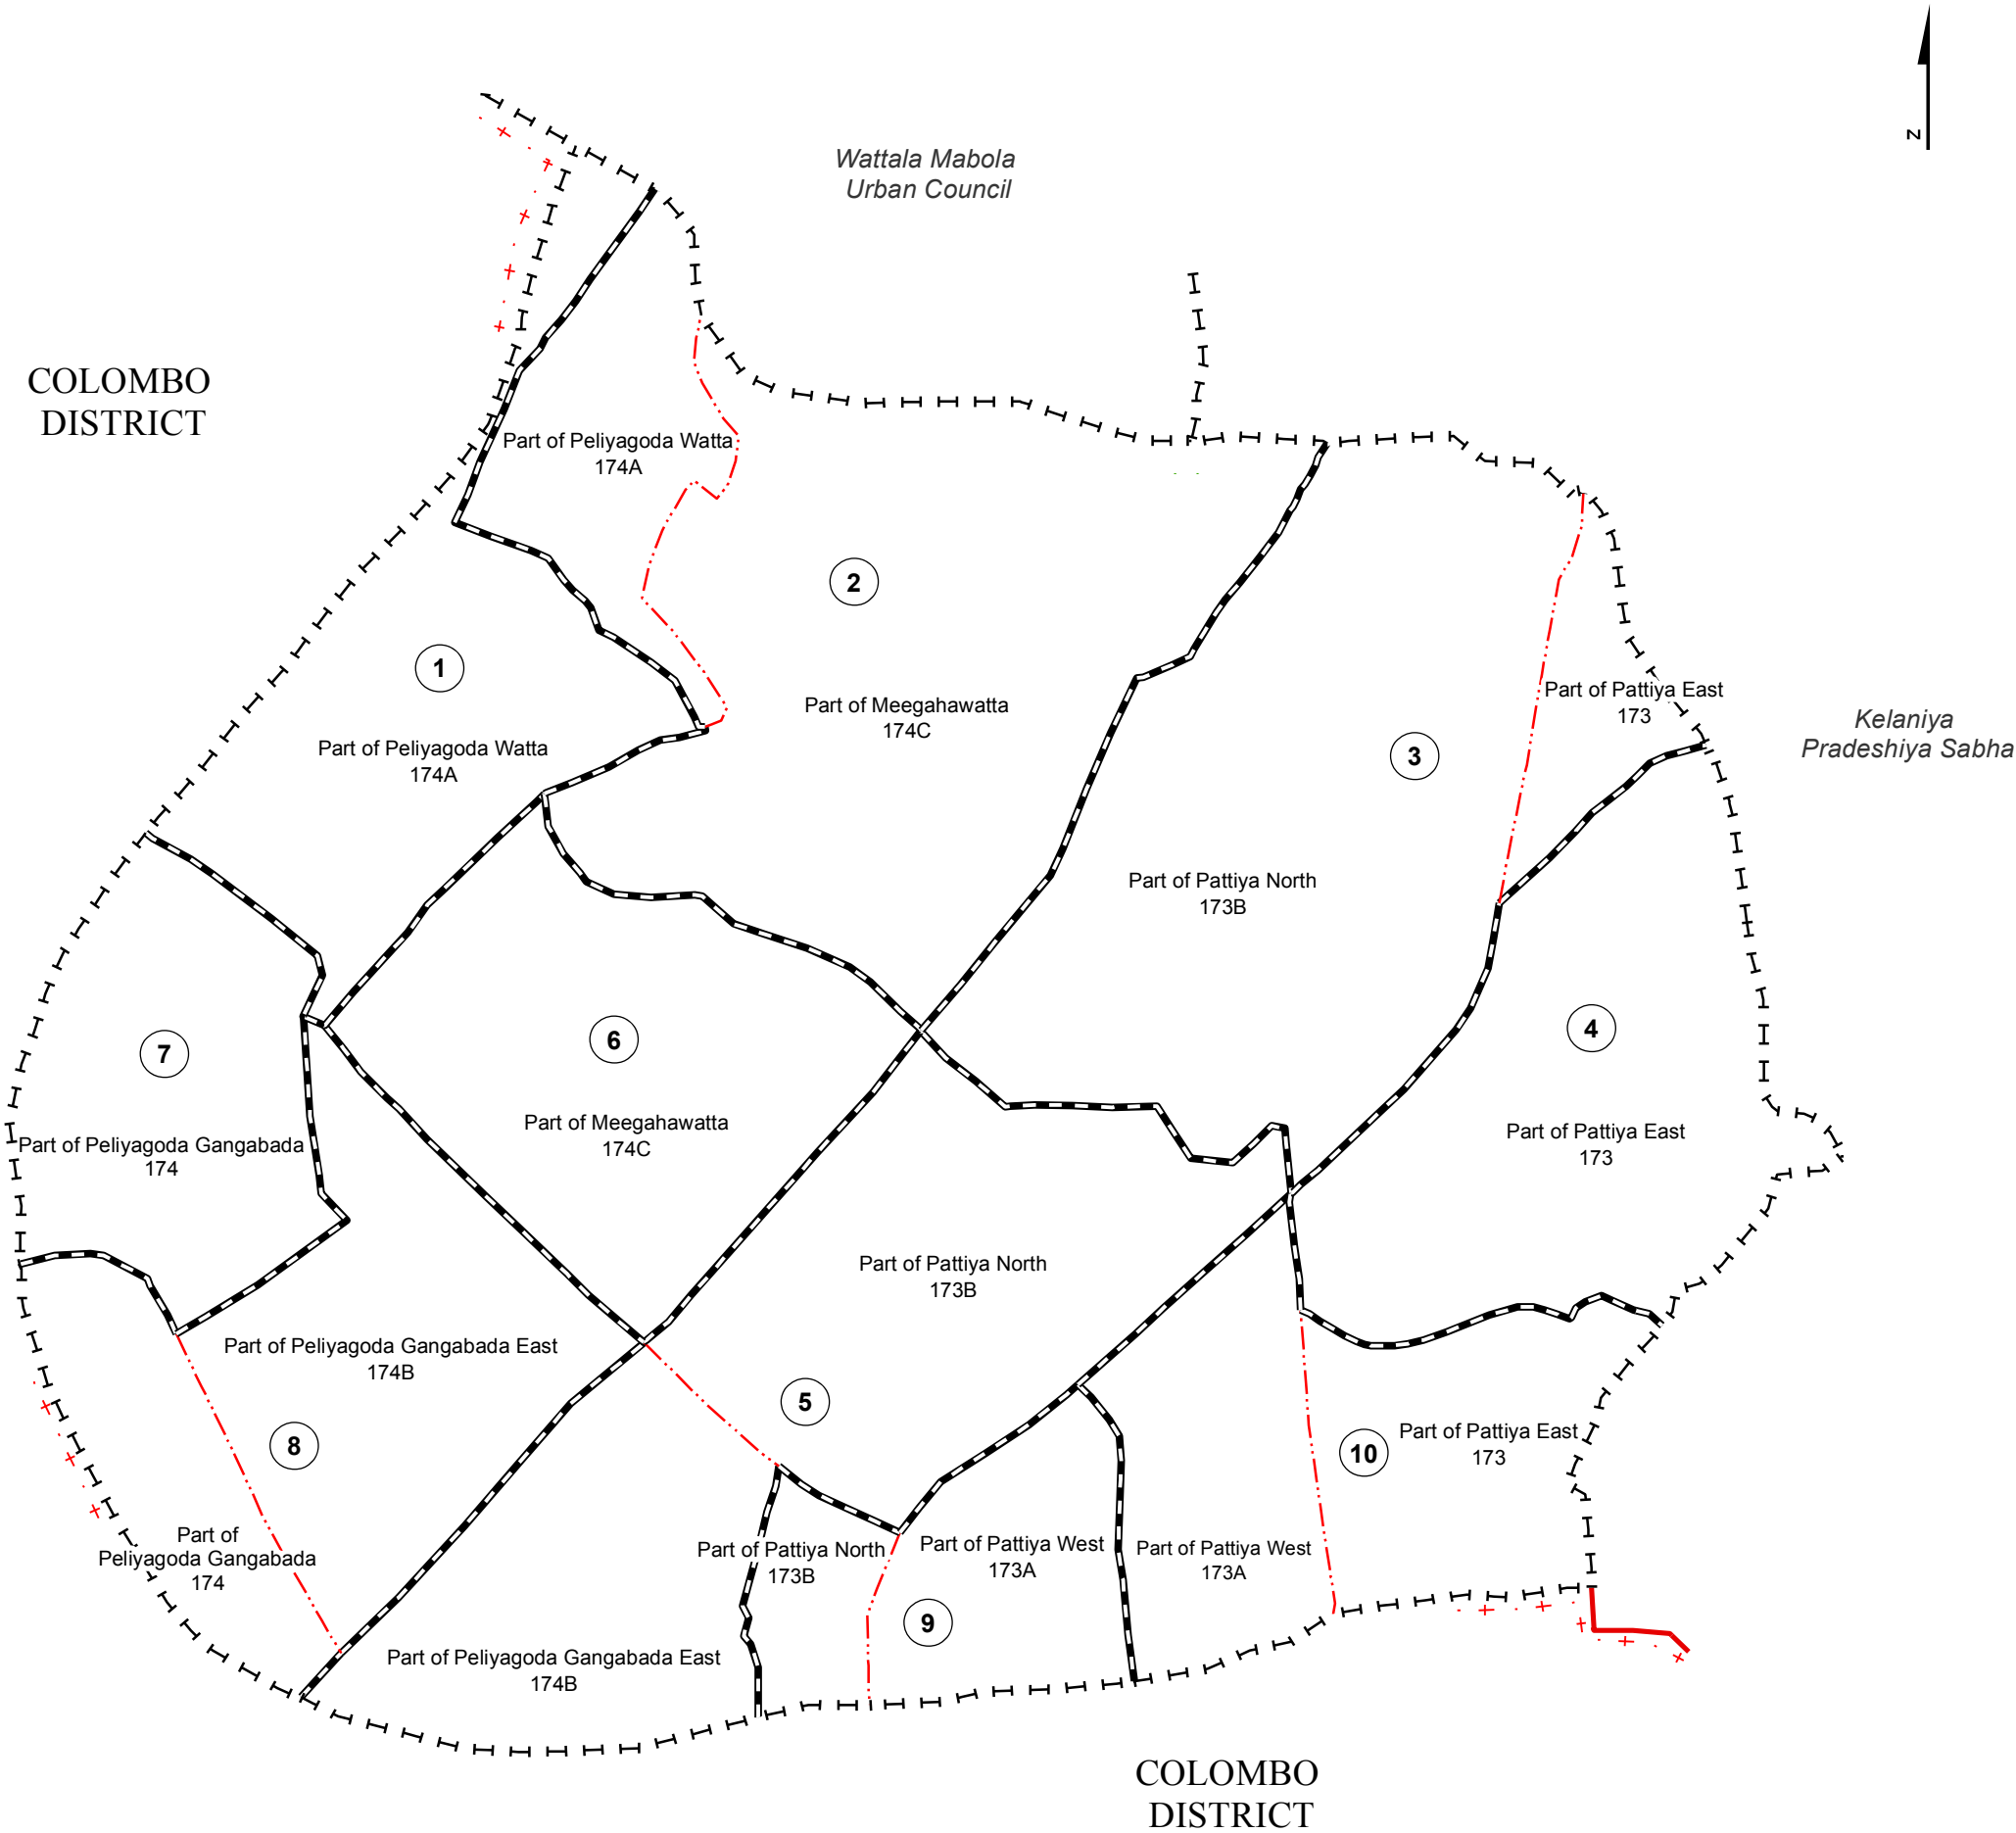 Z
Wattala Mabola
Urban Council
COLOMBO
DISTRICT
Part of Peliyagoda Watta
174A
2
1
Part of Meegahawatta
174C
Part of Pattiya East
173
Kelaniya
Pradeshiya Sabha
Part of Peliyagoda Watta
174A
3
Part of Pattiya North
173B
7
6
4
Part of Meegahawatta
174C
Part of Peliyagoda Gangabada
174
Part of Pattiya East
173
Part of Pattiya North
173B
Part of Peliyagoda Gangabada East
174B
5
8
10
Part of Pattiya East
173
Part of
Peliyagoda Gangabada
174
Part of Pattiya North
173B
Part of Pattiya West
173A
Part of Pattiya West
173A
9
Part of Peliyagoda Gangabada East
174B
COLOMBO
DISTRICT